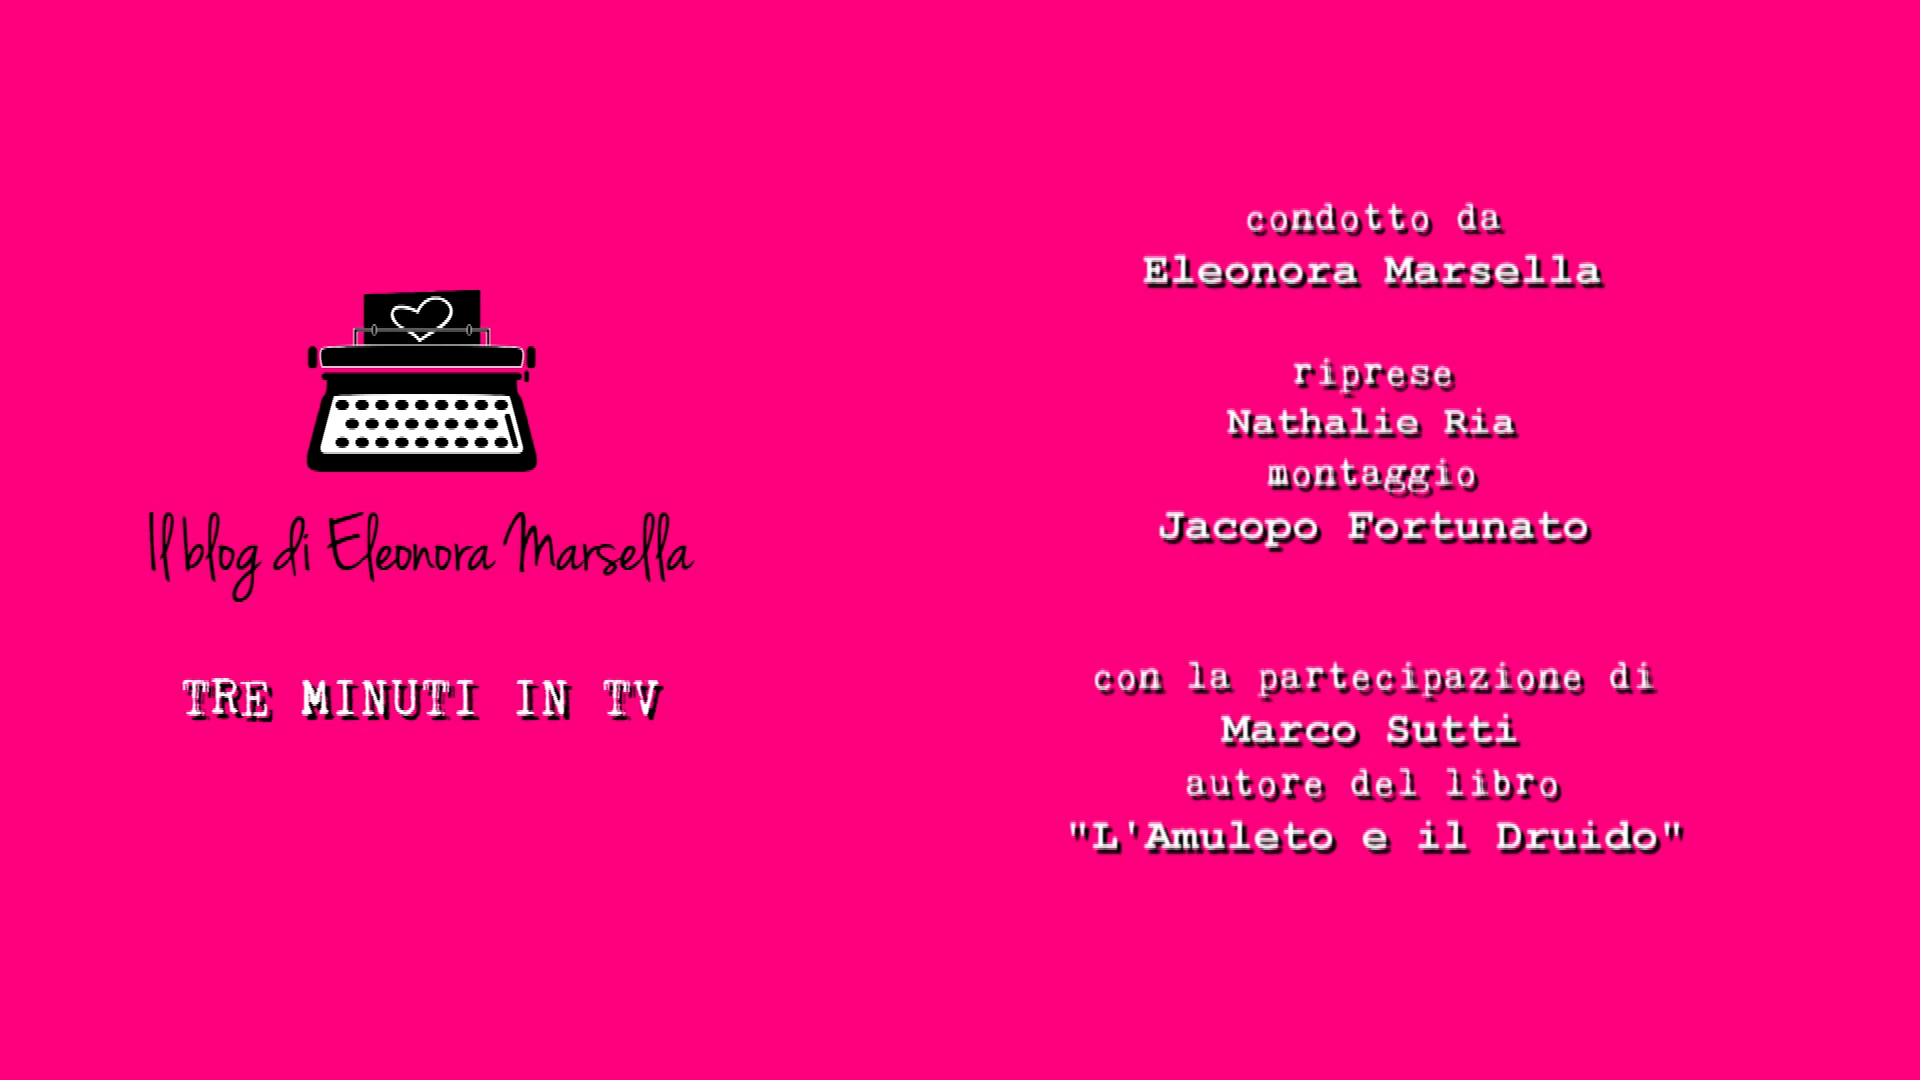 Il blog di Eleonora Marsella
TRE MINUTI IN TV
condotto da
Eleonora Marsella
riprese
Nathalie Ria
montaggio
Jacopo Fortunato
con la partecipazione di
Marco Sutti
autore del libro
"L'Amuleto e il Druido"